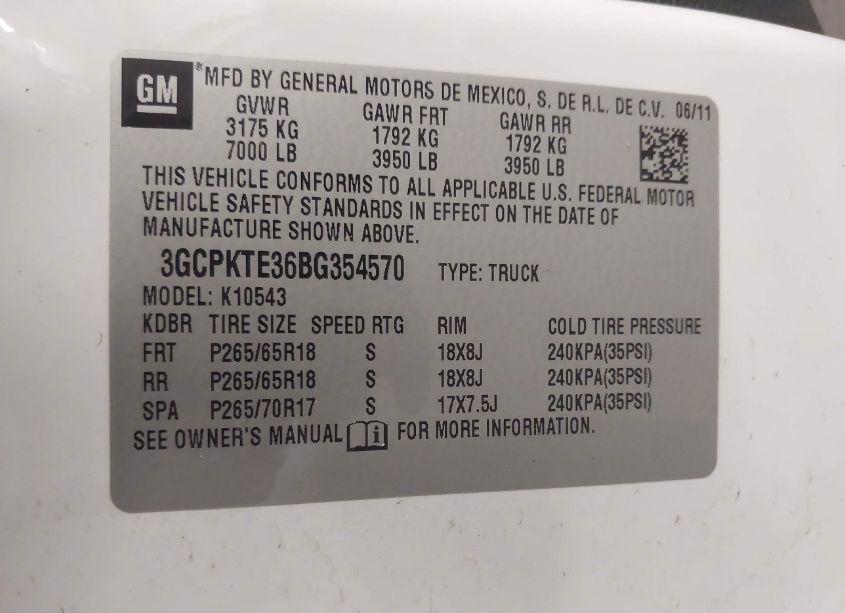 GM
*MFD BY GENERAL MOTORS DE MEXICO, S. DE R.L. DE C.V. 06/11
GVWR GAWR FRT GAWR RR
3175 KG 1792 KG 1792 KG
7000 LB 3950 LB 3950 LB
THIS VEHICLE CONFORMS TO ALL APPLICABLE U.S. FEDERAL MOTOR
VEHICLE SAFETY STANDARDS IN EFFECT ON THE DATE OF
MANUFACTURE SHOWN ABOVE.
3GCPKTE36BG354570 TYPE: TRUCK
MODEL: K10543
KDBR TIRE SIZE SPEED RTG RIM COLD TIRE PRESSURE
FRT P265/65R18 S 18X8J 240KPA(35PSI)
RR P265/65R18 S 18X8J 240KPA(35PSI)
SPA P265/70R17 S 17X7.5J 240KPA(35PSI)
SEE OWNER'S MANUAL i FOR MORE INFORMATION.